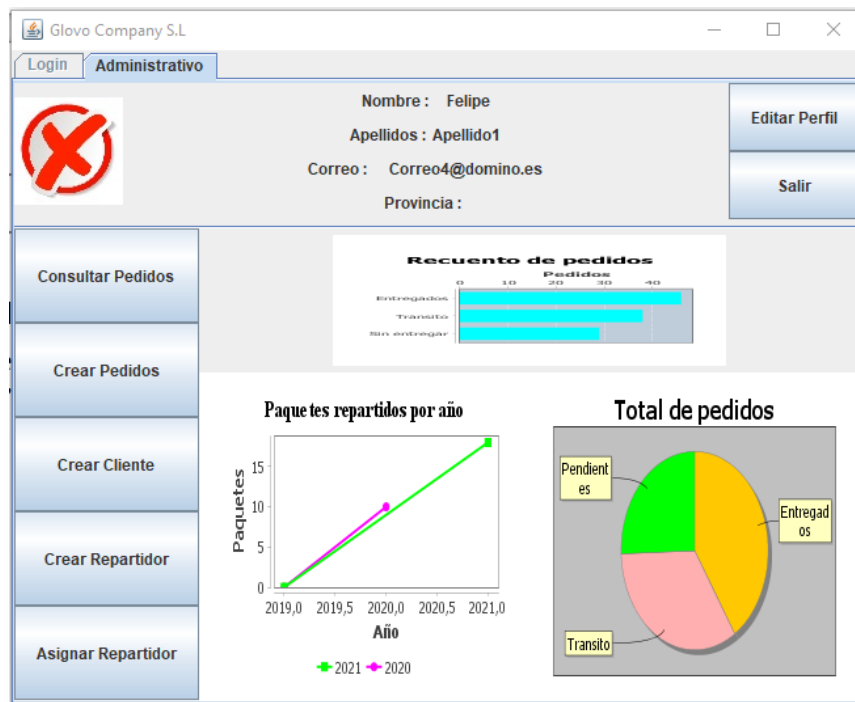 Glovo Company S.L
Login Administrativo
Nombre : Felipe
Apellidos : Apellido1
Correo : Correo4@domino.es
Provincia :
Editar Perfil
Salir
Consultar Pedidos
Crear Pedidos
Crear Cliente
Crear Repartidor
Asignar Repartidor
Recuento de pedidos
Pedidos
0 10 20 30 40
Entregados
Transito
Sin entregar
Paquetes repartidos por año
Paquetes
15
10
5
0
2019,0 2019,5 2020,0 2020,5 2021,0
Año
2021 2020
Total de pedidos
Pendient
es
Entregad
os
Transito